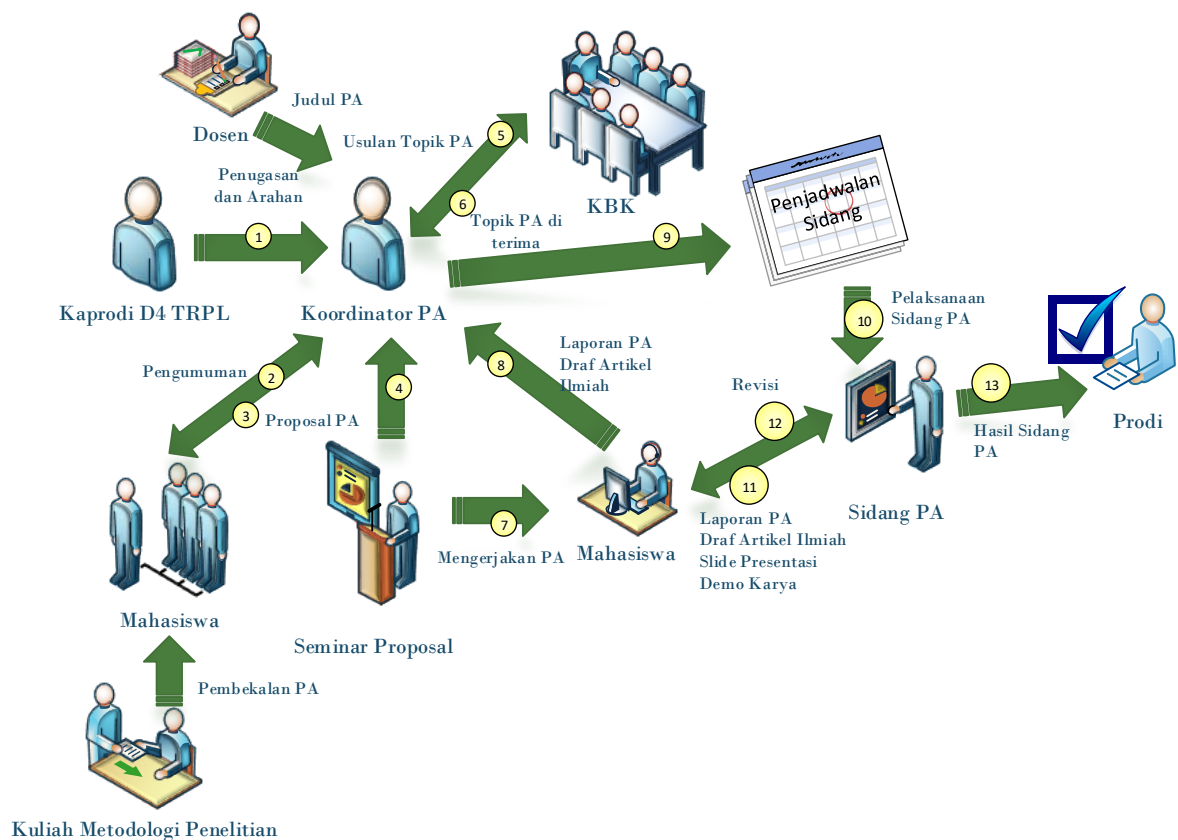 Judul PA
Dosen
Usulan Topik PA
5
Penugasan
dan Arahan
6
KBK
Topik PA di
terima
1
9
Penjadwalan
Sidang
Kaprodi D4 TRPL
Koordinator PA
10
Pelaksanaan
Sidang PA
Pengumuman
2
3
Proposal PA
4
8
Laporan PA
Draf Artikel
Ilmiah
Revisi
12
11
13
Hasil Sidang
PA
Prodi
Sidang PA
7
Mengerjakan PA
Mahasiswa
Laporan PA
Draf Artikel Ilmiah
Slide Presentasi
Demo Karya
Mahasiswa
Seminar Proposal
Pembekalan PA
Kuliah Metodologi Penelitian